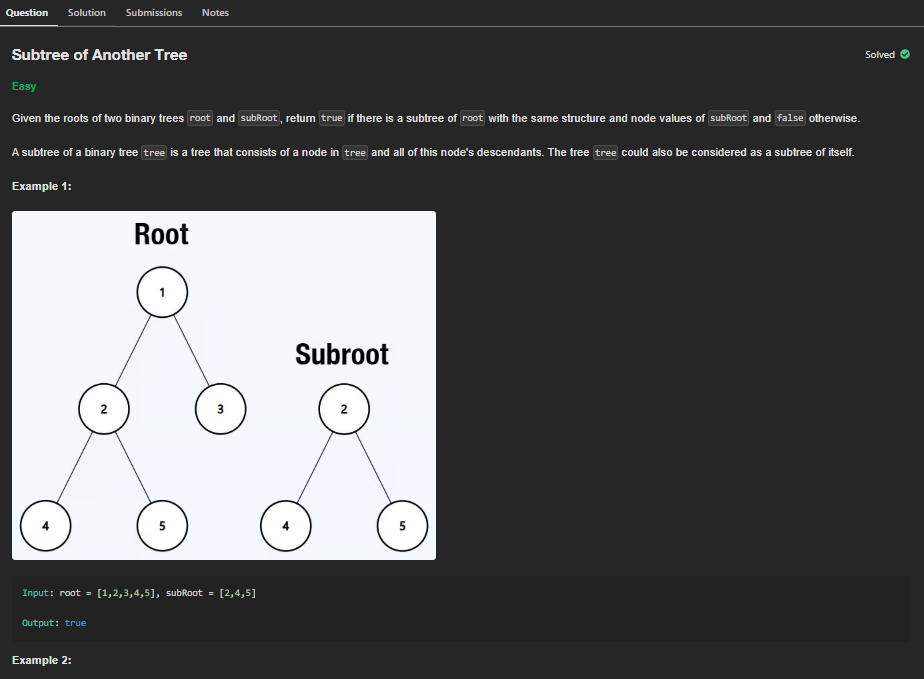 Question Solution Submissions Notes
Subtree of Another Tree Solved
Easy
Given the roots of two binary trees root and subRoot, return true if there is a subtree of root with the same structure and node values of subRoot and false otherwise.
A subtree of a binary tree tree is a tree that consists of a node in tree and all of this node's descendants. The tree tree could also be considered as a subtree of itself.
Example 1:
Root
1
Subroot
2 3 2
4 5 4 5
Input: root = [1,2,3,4,5], subRoot = [2,4,5]
Output: true
Example 2: